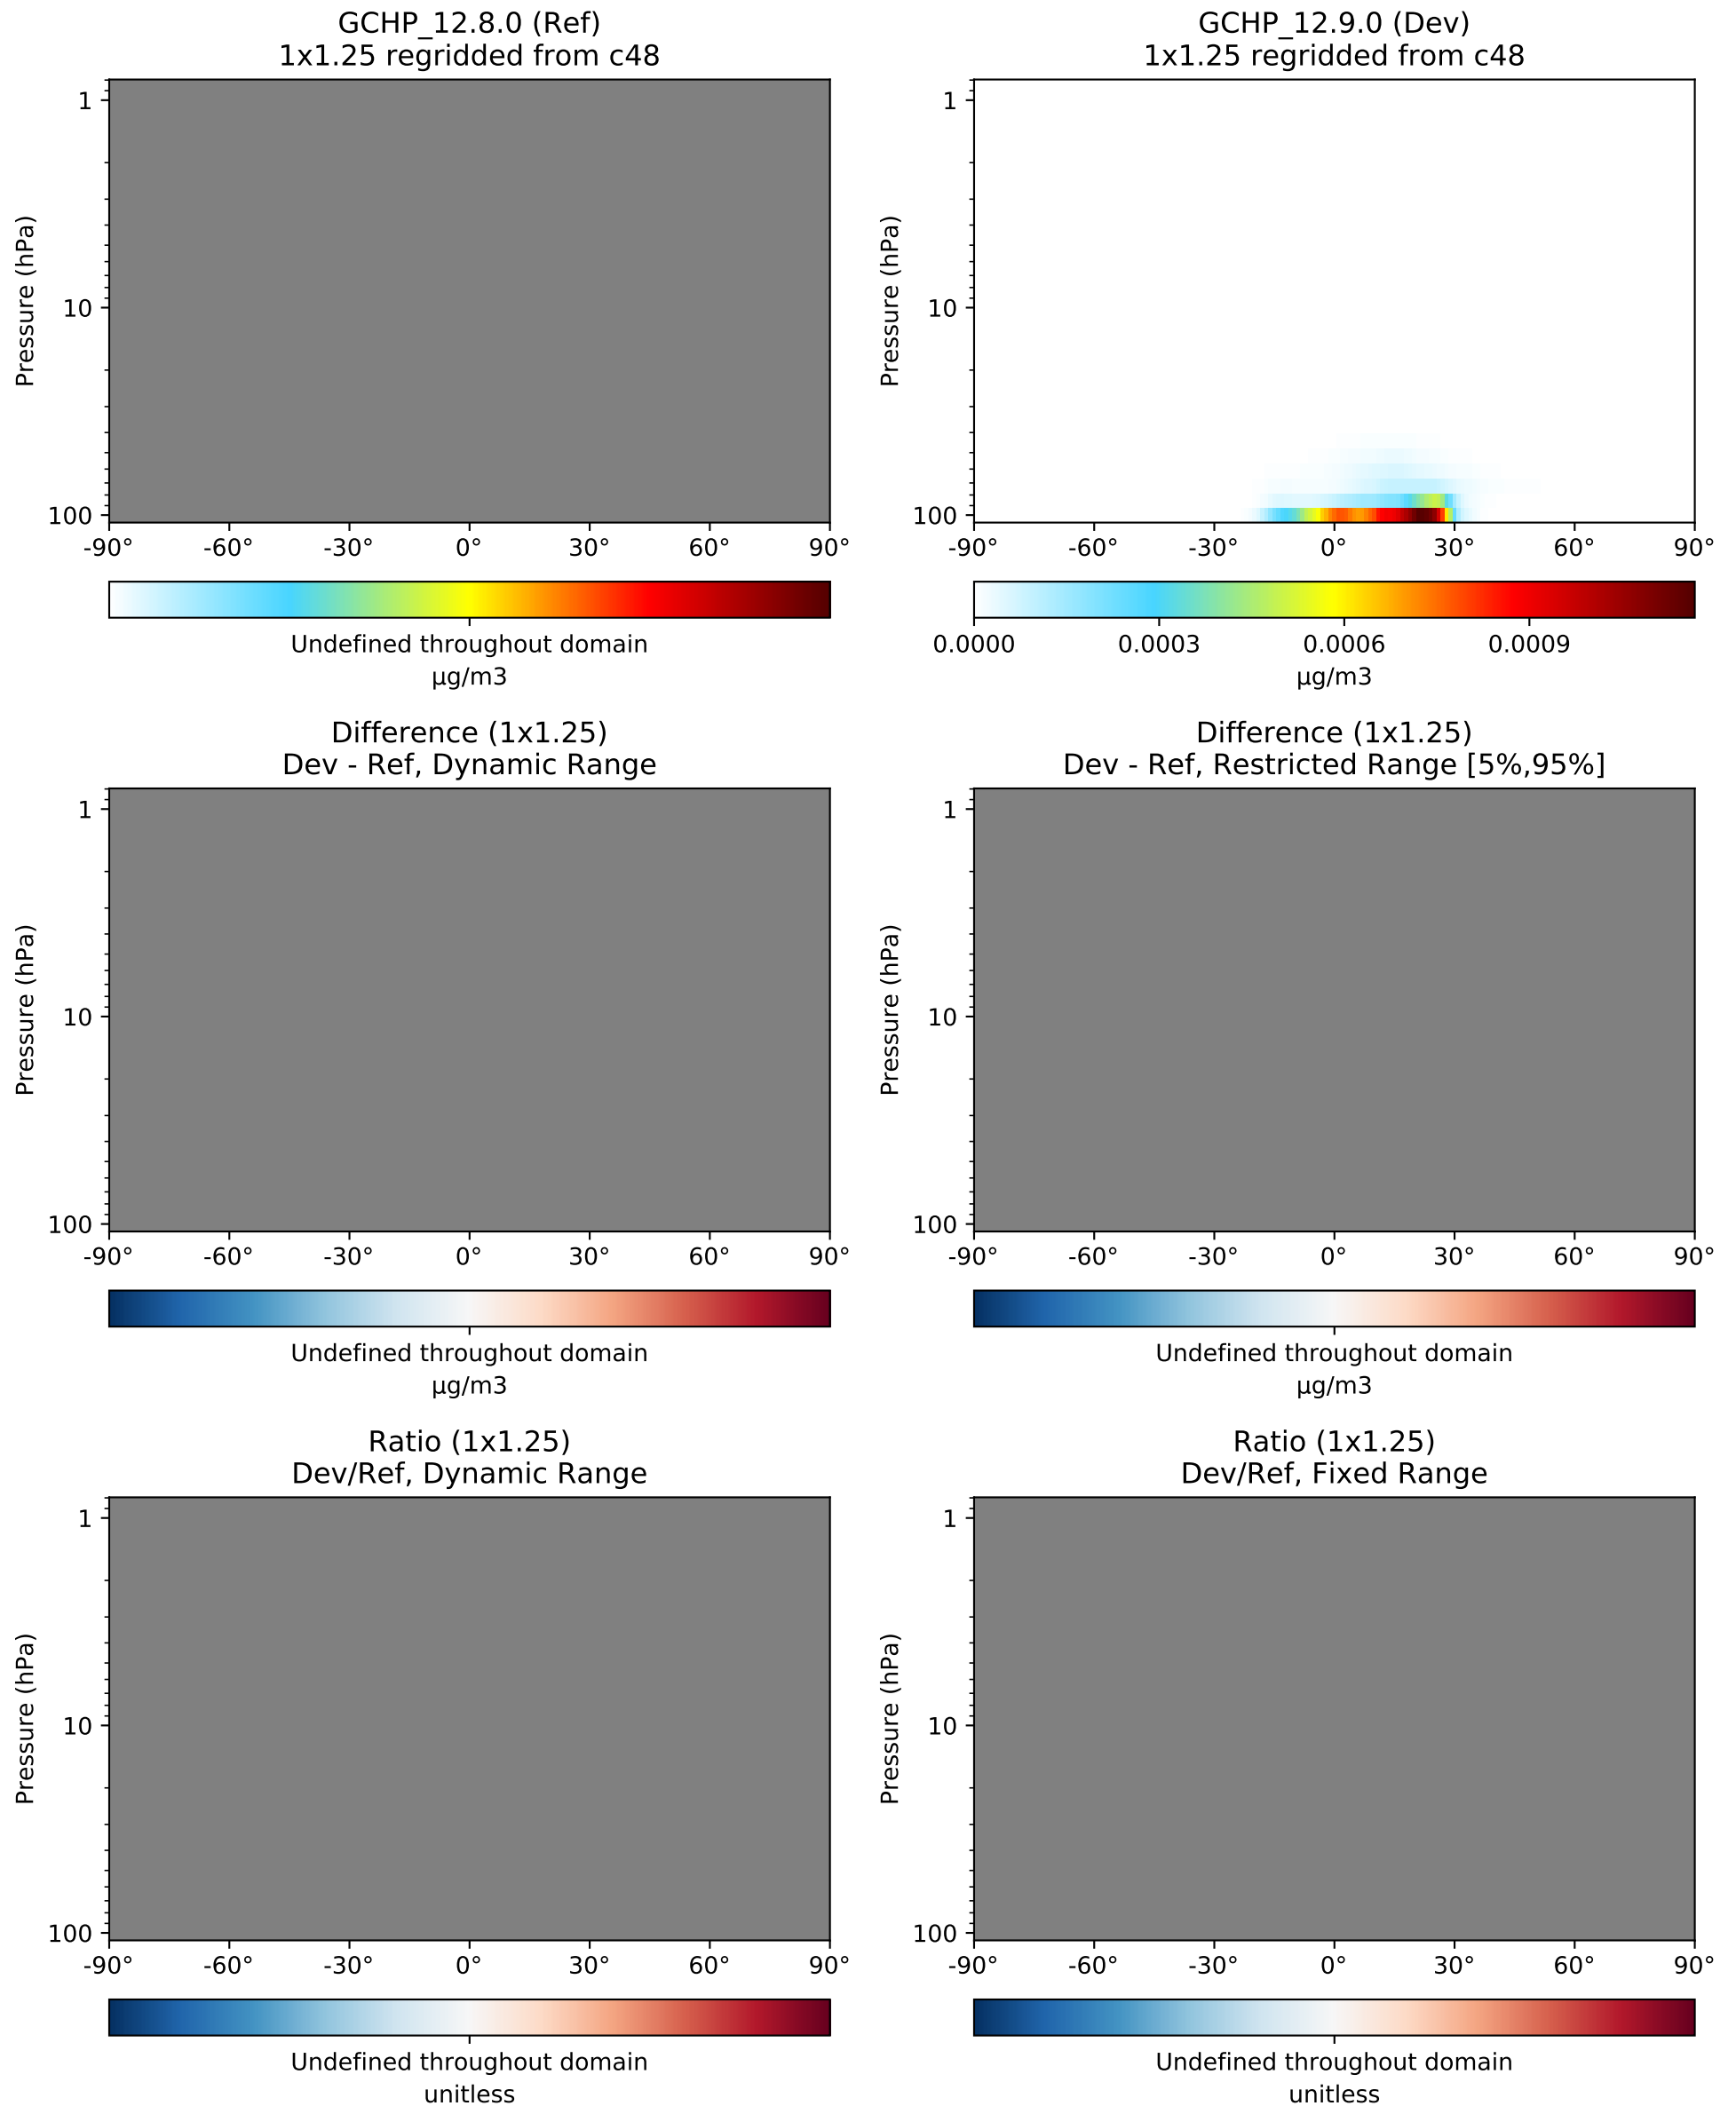 GCHP_12.8.0 (Ref)
1x1.25 regridded from c48
Pressure (hPa)
1
10
100
-90° -60° -30° 0° 30° 60° 90°
Undefined throughout domain
µg/m3
GCHP_12.9.0 (Dev)
1x1.25 regridded from c48
Pressure (hPa)
1
10
100
-90° -60° -30° 0° 30° 60° 90°
0.0000 0.0003 0.0006 0.0009
µg/m3
Difference (1x1.25)
Dev - Ref, Dynamic Range
Pressure (hPa)
1
10
100
-90° -60° -30° 0° 30° 60° 90°
Undefined throughout domain
µg/m3
Difference (1x1.25)
Dev - Ref, Restricted Range [5%,95%]
Pressure (hPa)
1
10
100
-90° -60° -30° 0° 30° 60° 90°
Undefined throughout domain
µg/m3
Ratio (1x1.25)
Dev/Ref, Dynamic Range
Pressure (hPa)
1
10
100
-90° -60° -30° 0° 30° 60° 90°
Undefined throughout domain
unitless
Ratio (1x1.25)
Dev/Ref, Fixed Range
Pressure (hPa)
1
10
100
-90° -60° -30° 0° 30° 60° 90°
Undefined throughout domain
unitless